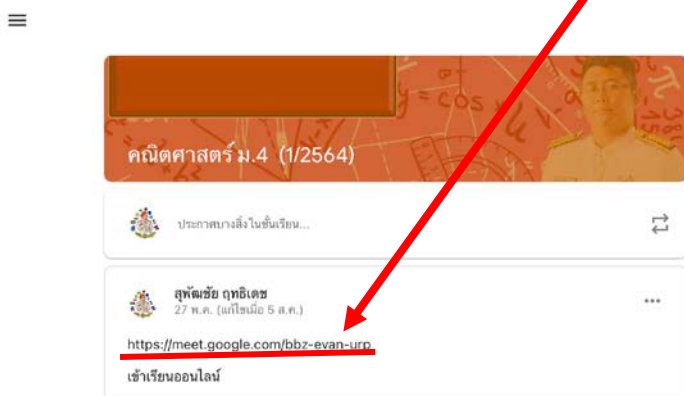 y = cos x
คณิตศาสตร์ ม.4 (1/2564)
ประกาศบางสิ่งในชั้นเรียน...
สุพัฒชัย ฤทธิเดช
27 พ.ค. (แก้ไขเมื่อ 5 ส.ค.)
https://meet.google.com/bbz-evan-urp
เข้าเรียนออนไลน์